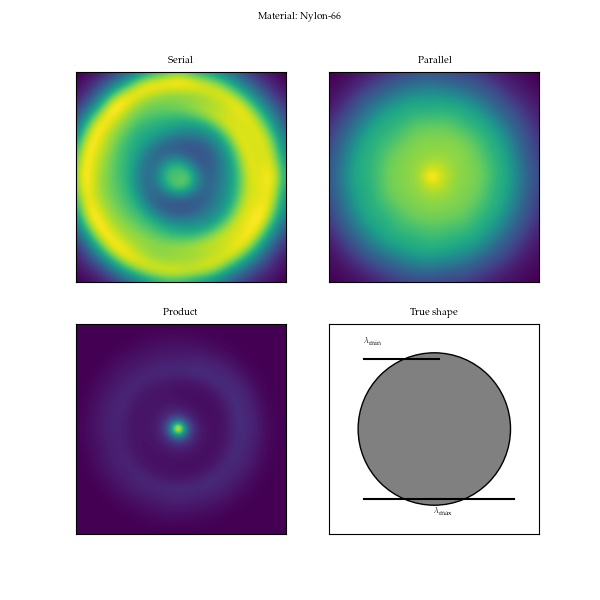 Material: Nylon-66
Serial
Parallel
Product
True shape
λmin
λmax